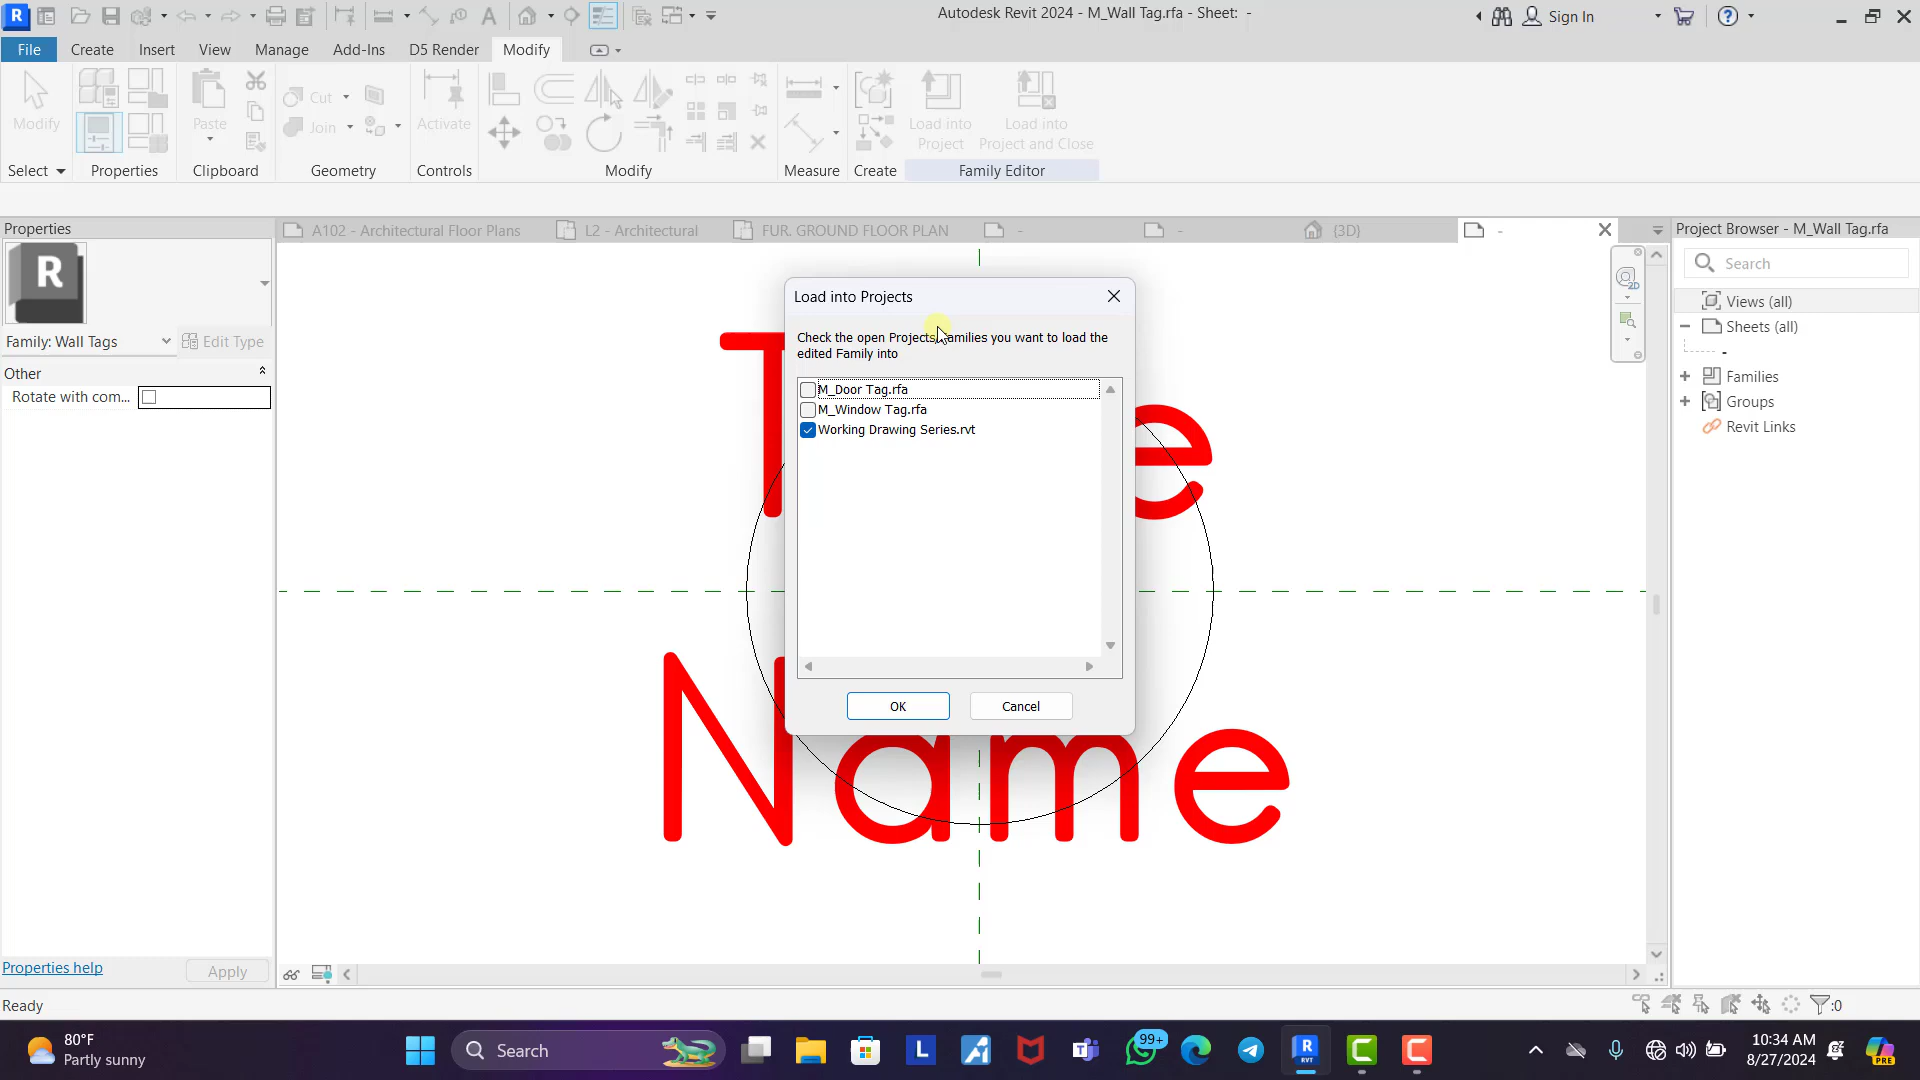 Autodesk Revit 2024 - M_Wall Tag.rfa - Sheet: -
Sign In
File Create Insert View Manage Add-Ins D5 Render Modify
Modify
Paste
Cut
Join
Activate
Load into Project
Load into Project and Close
Select Properties Clipboard Geometry Controls Modify Measure Create Family Editor
Properties
A102 - Architectural Floor Plans
L2 - Architectural
FUR. GROUND FLOOR PLAN
-
-
{3D}
-
Project Browser - M_Wall Tag.rfa
R
Family: Wall Tags
Edit Type
Other
Rotate with com...
Search
Views (all)
Sheets (all)
-
Families
Groups
Revit Links
2D
Load into Projects
Check the open Projects/Families you want to load the
edited Family into
M_Door Tag.rfa
M_Window Tag.rfa
Working Drawing Series.rvt
OK Cancel
T e
Name
Properties help
Apply
Ready
:0
80°F
Partly sunny
Search
L
99+
R
RVT
C
C
10:34 AM
8/27/2024
PRE